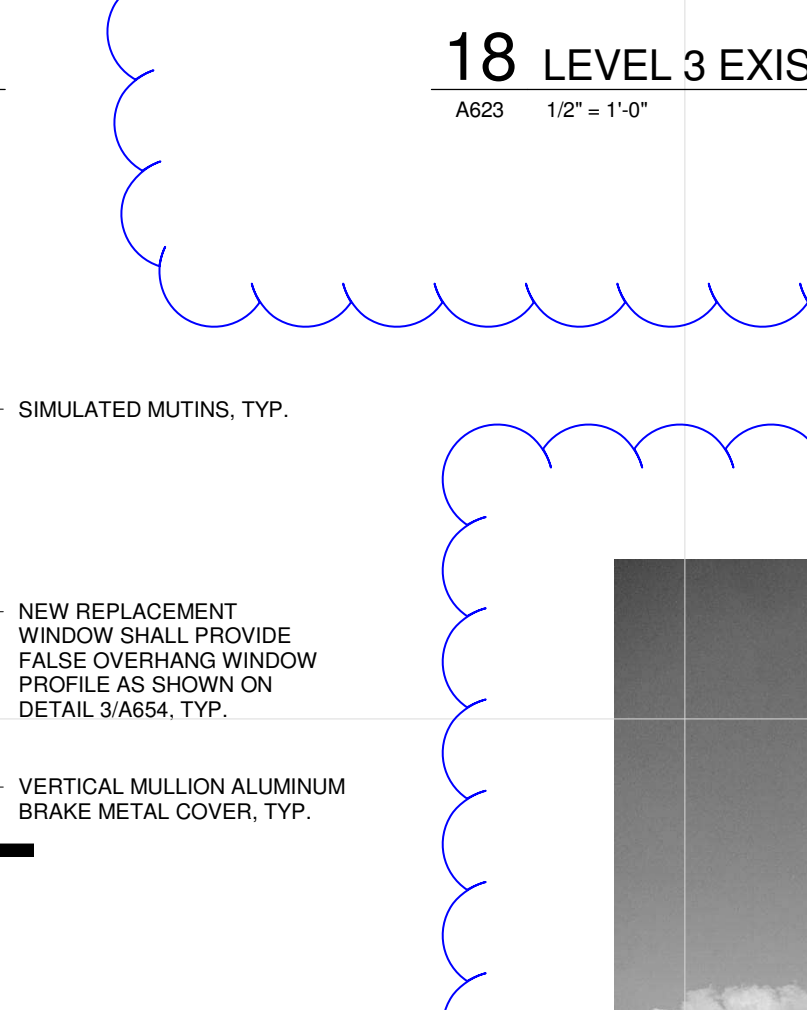 18 LEVEL 3 EXIS
A623 1/2" = 1'-0"
SIMULATED MUTINS, TYP.
NEW REPLACEMENT
WINDOW SHALL PROVIDE
FALSE OVERHANG WINDOW
PROFILE AS SHOWN ON
DETAIL 3/A654, TYP.
VERTICAL MULLION ALUMINUM
BRAKE METAL COVER, TYP.